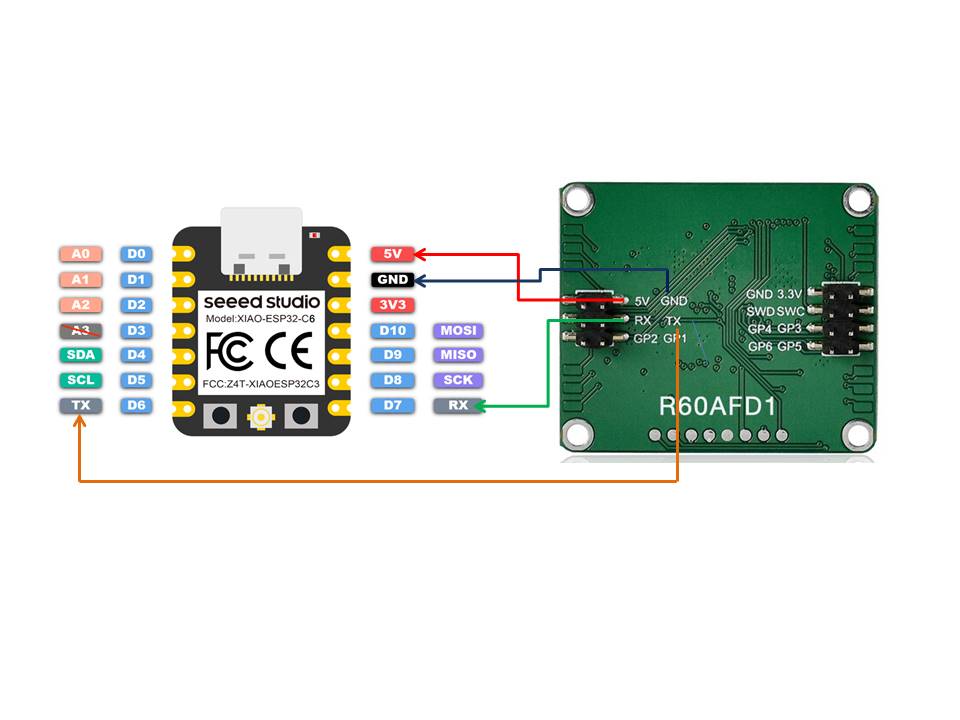 A0 D0
A1 D1
A2 D2
A3 D3
SDA D4
SCL D5
TX D6
seeed studio
Model:XIAO-ESP32-C6
FC CE
FCC:Z4T-XIAOESP32C3
5V
GND
3V3
D10 MOSI
D9 MISO
D8 SCK
D7 RX
5V GND
RX TX
GP2 GP1
GND 3.3V
SWD SWC
GP4 GP3
GP6 GP5
R60AFD1